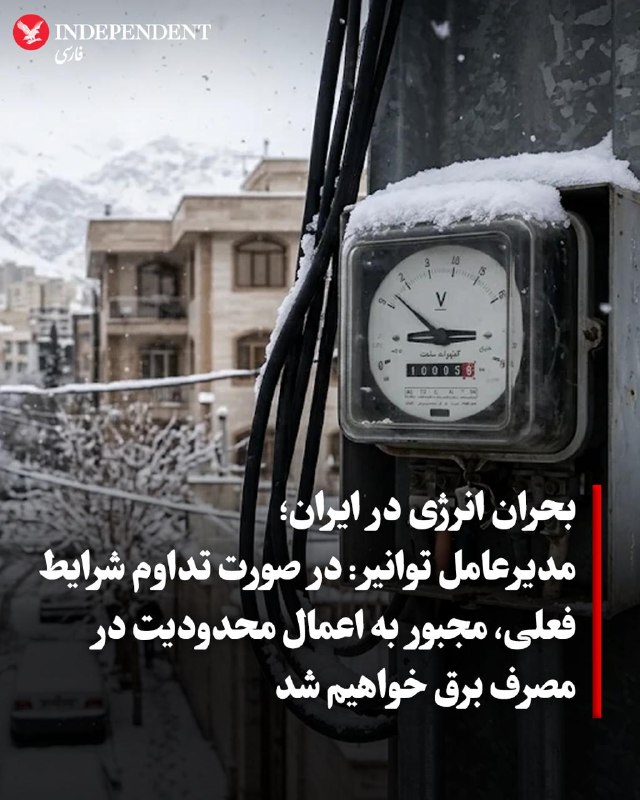 INDEPENDENT
فارسی
V
100056
بحران انرژی در ایران؛
مدیرعامل توانیر: در صورت تداوم شرایط
فعلی، مجبور به اعمال محدودیت در
مصرف برق خواهیم شد